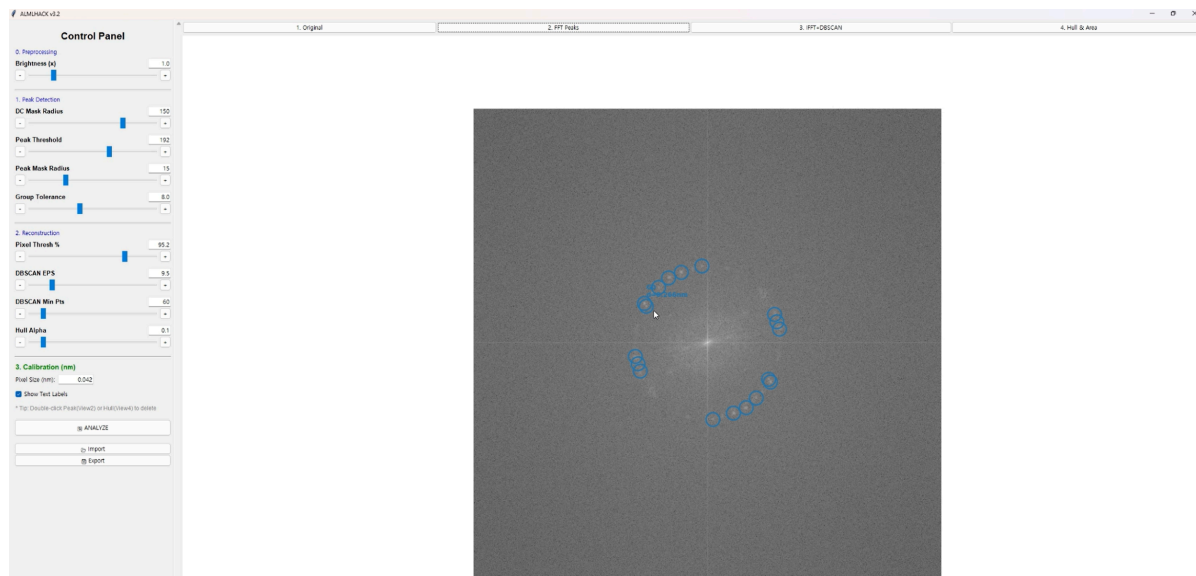 ALMLHACK v3.2
1. Original
2. FFT Peaks
3. IFFT+DBSCAN
4. Hull & Area
Control Panel
0. Preprocessing
Brightness (x)
1.0
- +
1. Peak Detection
DC Mask Radius
150
- +
Peak Threshold
192
- +
Peak Mask Radius
15
- +
Group Tolerance
8.0
- +
2. Reconstruction
Pixel Thresh %
95.2
- +
DBSCAN EPS
9.5
- +
DBSCAN Min Pts
60
- +
Hull Alpha
0.1
- +
3. Calibration (nm)
Pixel Size (nm):
0.042
Show Text Labels
* Tip: Double-click Peak(View2) or Hull(View4) to delete
ANALYZE
Import
Export